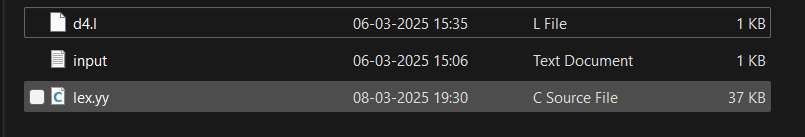 d4.l 06-03-2025 15:35 L File 1 KB
input 06-03-2025 15:06 Text Document 1 KB
lex.yy 08-03-2025 19:30 C Source File 37 KB